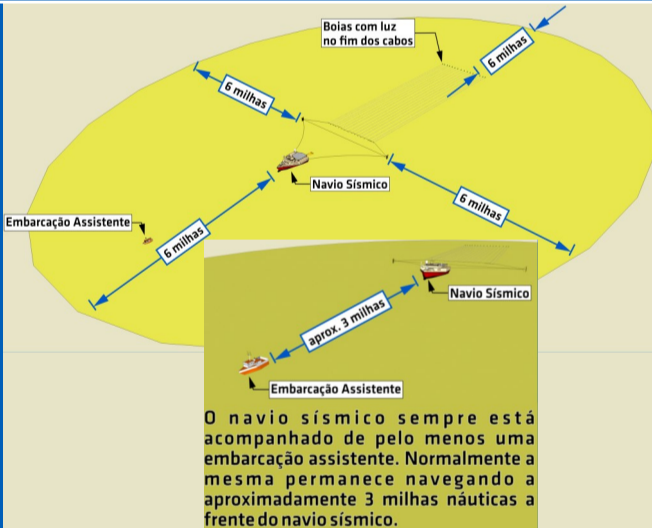 Boias com luz
no fim dos cabos
6 milhas
6 milhas
Navio Sísmico
6 milhas
Embarcação Assistente
6 milhas
Navio Sísmico
aprox. 3 milhas
Embarcação Assistente
O navio sísmico sempre está
acompanhado de pelo menos uma
embarcação assistente. Normalmente a
mesma permanece navegando a
aproximadamente 3 milhas náuticas a
frente do navio sísmico.